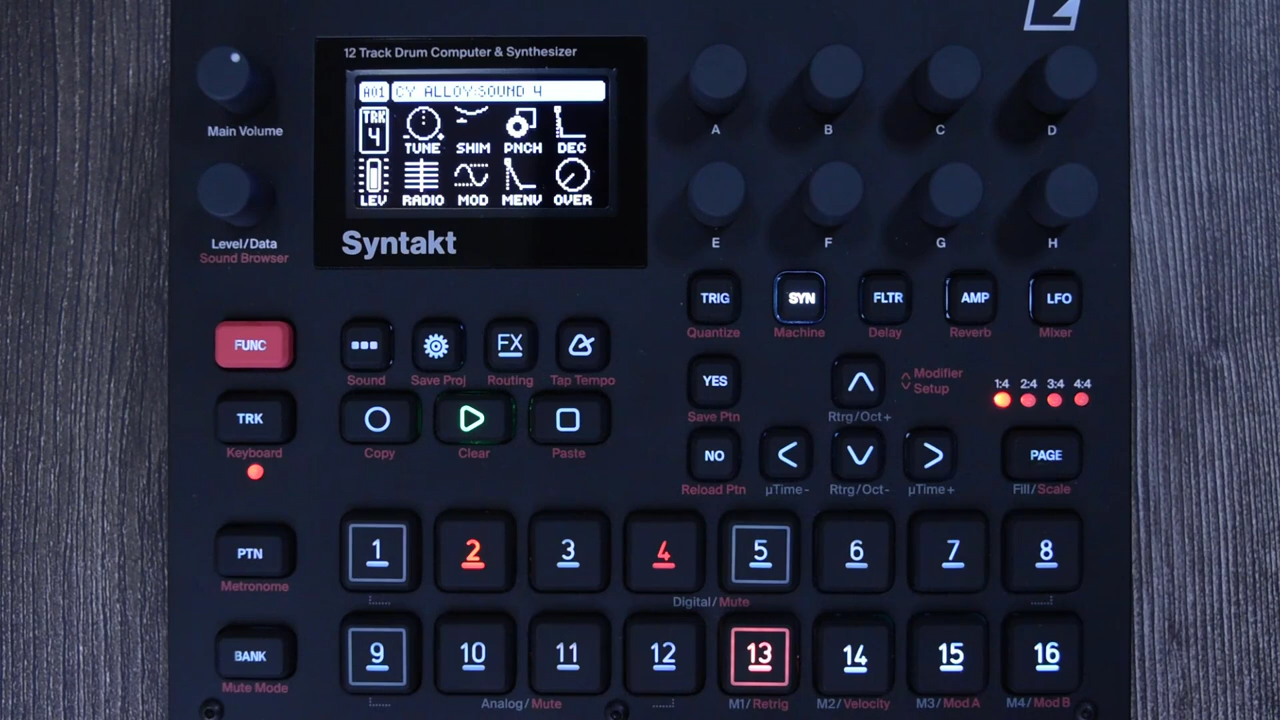 12 Track Drum Computer & Synthesizer
A01 CY ALLOY:SOUND 4
TRK 4 TUNE SHIM PNCH DEC
LEV RADIO MOD MENV OVER
Syntakt
Main Volume
Level/Data
Sound Browser
A B C D
E F G H
TRIG SYN FLTR AMP LFO
Quantize Machine Delay Reverb Mixer
FUNC
FX
Sound Save Proj Routing Tap Tempo
YES
Save Ptn
Rtrg/Oct+
Modifier
Setup
1:4 2:4 3:4 4:4
TRK
Keyboard
Copy Clear Paste
NO PAGE
Reload Ptn µTime- Rtrg/Oct- µTime+ Fill/Scale
PTN
Metronome
1 2 3 4 5 6 7 8
Digital/Mute
BANK
Mute Mode
9 10 11 12 13 14 15 16
Analog/Mute M1/Retrig M2/Velocity M3/Mod A M4/Mod B